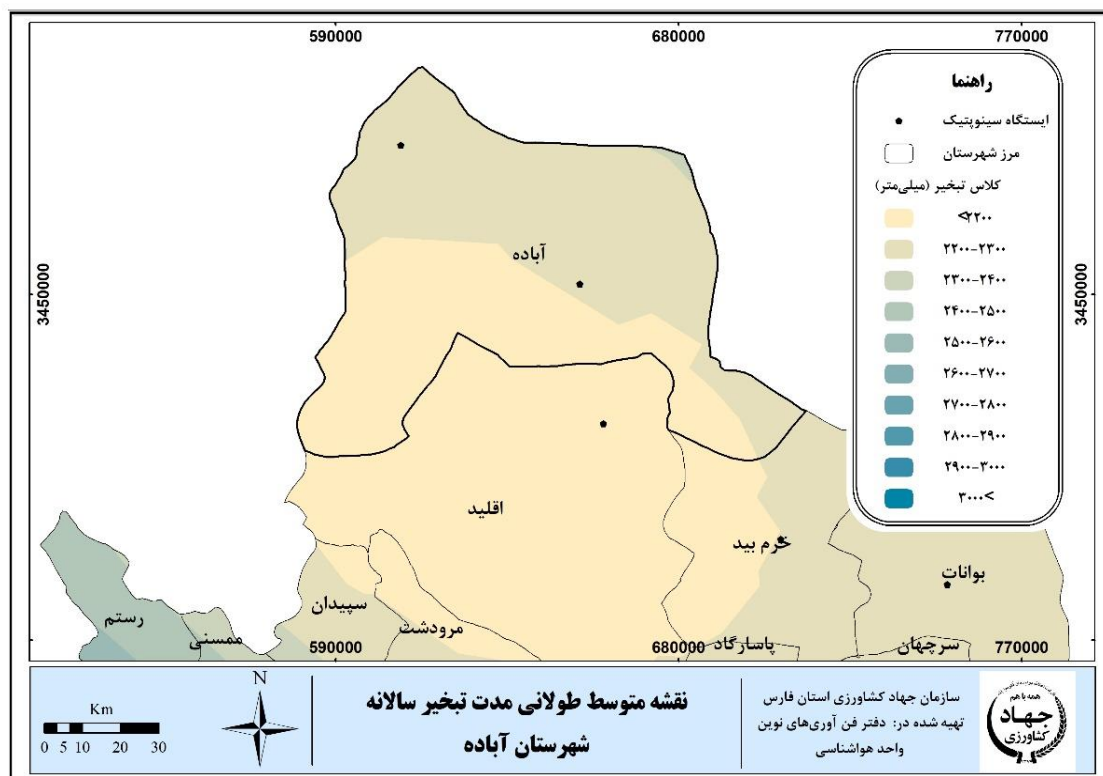 590000
680000
770000
3450000
3450000
راهنما
ایستگاه سینوپتیک
مرز شهرستان
کلاس تبخیر (میلی‌متر)
<۲۲۰۰
۲۲۰۰-۲۳۰۰
۲۳۰۰-۲۴۰۰
۲۴۰۰-۲۵۰۰
۲۵۰۰-۲۶۰۰
۲۶۰۰-۲۷۰۰
۲۷۰۰-۲۸۰۰
۲۸۰۰-۲۹۰۰
۲۹۰۰-۳۰۰۰
۳۰۰۰<
آباده
اقلید
خرم بید
بوانات
سپیدان
رستم
ممسنی
مرودشت
پاسارگاد
سرچهان
590000
680000
770000
سازمان جهاد کشاورزی استان فارس
تهیه شده در: دفتر فن آوری‌های نوین
واحد هواشناسی
نقشه متوسط طولانی مدت تبخیر سالانه
شهرستان آباده
N
Km
0 5 10 20 30
همه با هم
جهاد
کشاورزی